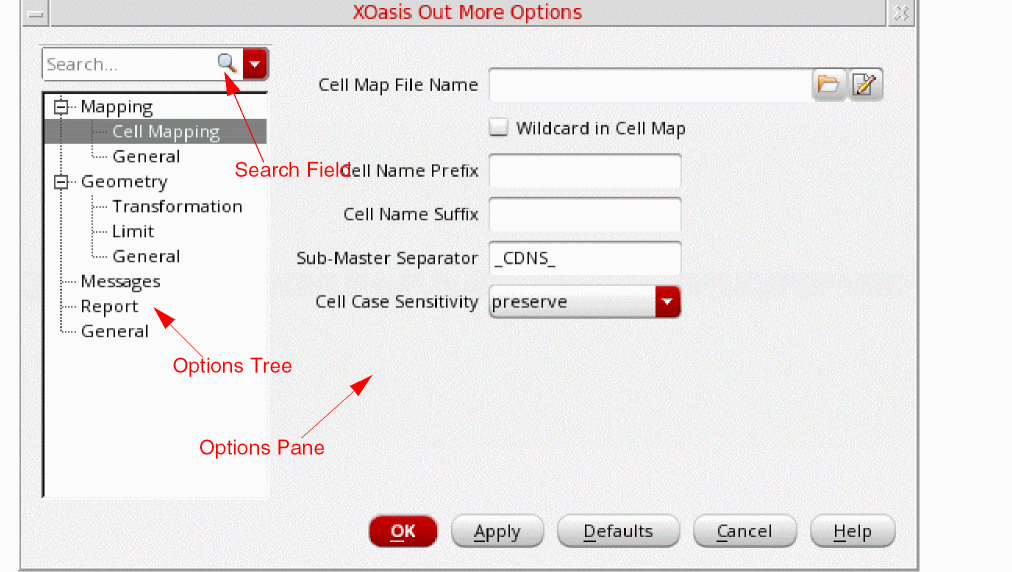 XOasis Out More Options
Search...
Mapping
Cell Mapping
General
Geometry
Transformation
Limit
General
Messages
Report
General
Search Field
Options Tree
Options Pane
Cell Map File Name
Wildcard in Cell Map
Cell Name Prefix
Cell Name Suffix
Sub-Master Separator _CDNS_
Cell Case Sensitivity preserve
OK Apply Defaults Cancel Help